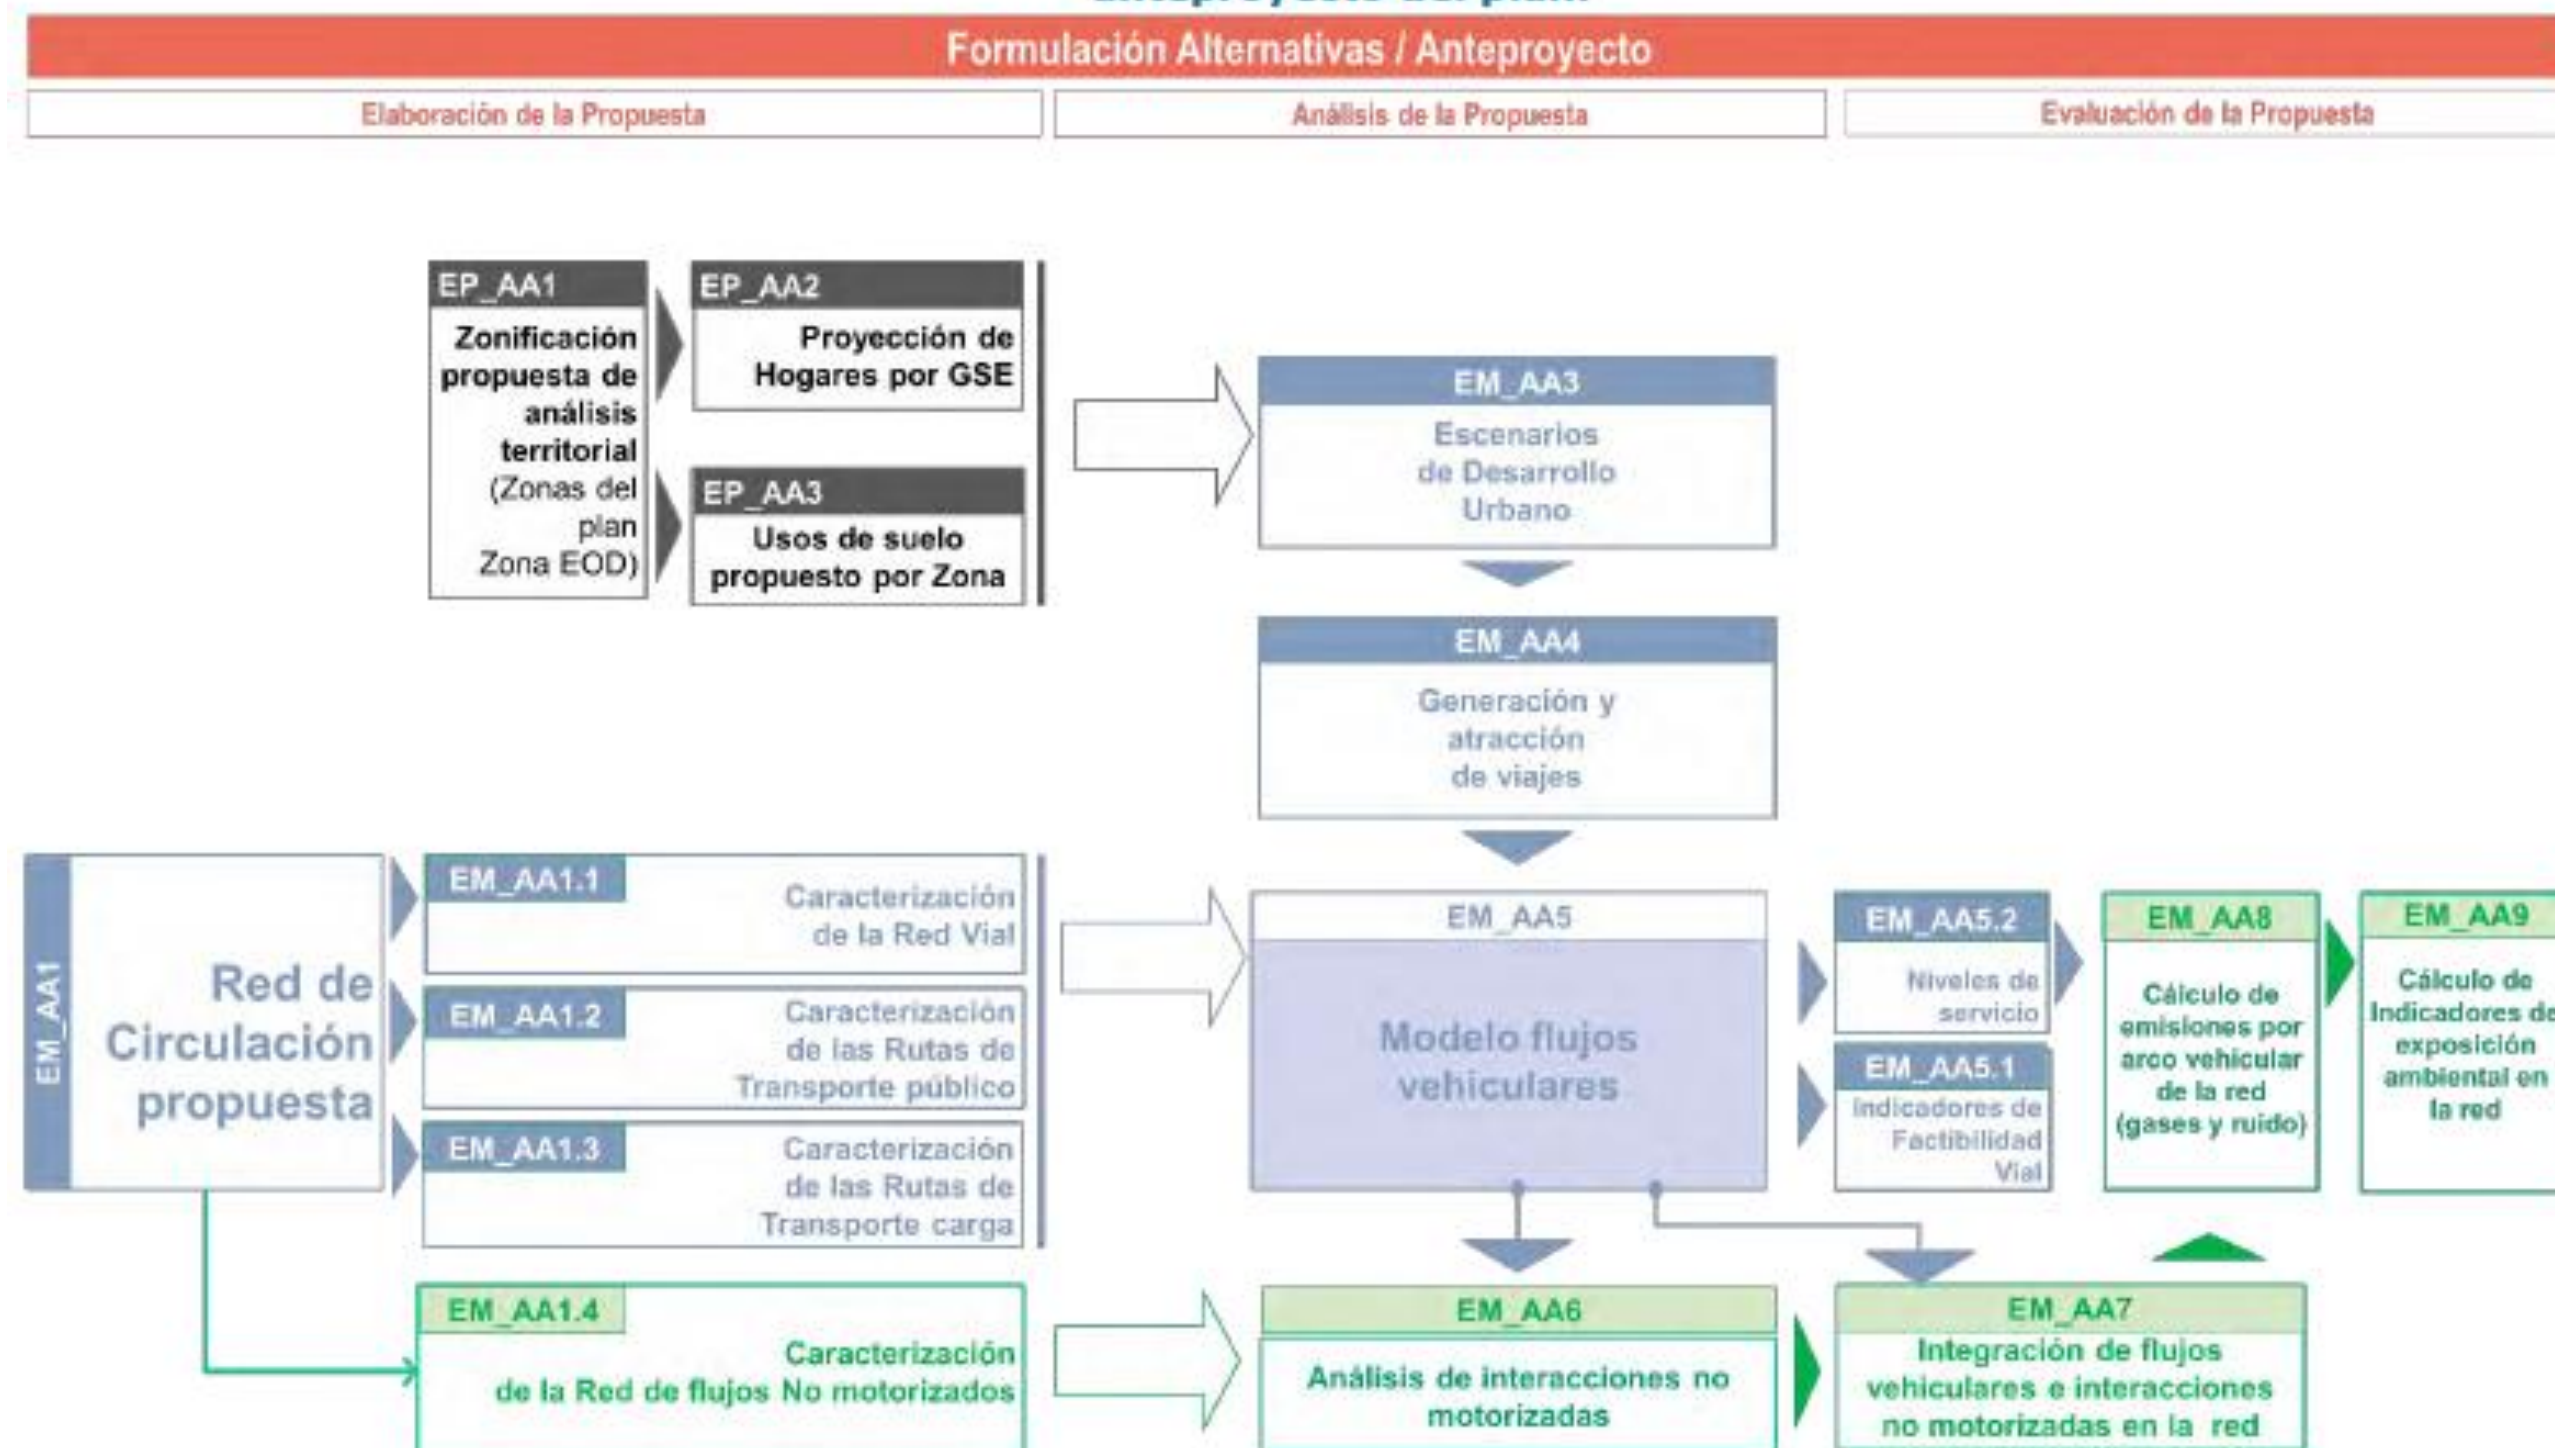 Formulación Alternativas / Anteproyecto
Elaboración de la Propuesta
Análisis de la Propuesta
Evaluación de la Propuesta
EP_AA1
Zonificación
propuesta de
análisis
territorial
(Zonas del
plan
Zona EOD)
EP_AA2
Proyección de
Hogares por GSE
EP_AA3
Usos de suelo
propuesto por Zona
EM_AA3
Escenarios
de Desarrollo
Urbano
EM_AA4
Generación y
atracción
de viajes
EM_AA1
Red de
Circulación
propuesta
EM_AA1.1
Caracterización
de la Red Vial
EM_AA1.2
Caracterización
de las Rutas de
Transporte público
EM_AA1.3
Caracterización
de las Rutas de
Transporte carga
EM_AA1.4
Caracterización
de la Red de flujos No motorizados
EM_AA5
Modelo flujos
vehiculares
EM_AA5.2
Niveles de
servicio
EM_AA5.1
Indicadores de
Factibilidad
Vial
EM_AA8
Cálculo de
emisiones por
arco vehicular
de la red
(gases y ruido)
EM_AA9
Cálculo de
Indicadores de
exposición
ambiental en
la red
EM_AA6
Análisis de interacciones no
motorizadas
EM_AA7
Integración de flujos
vehiculares e interacciones
no motorizadas en la red